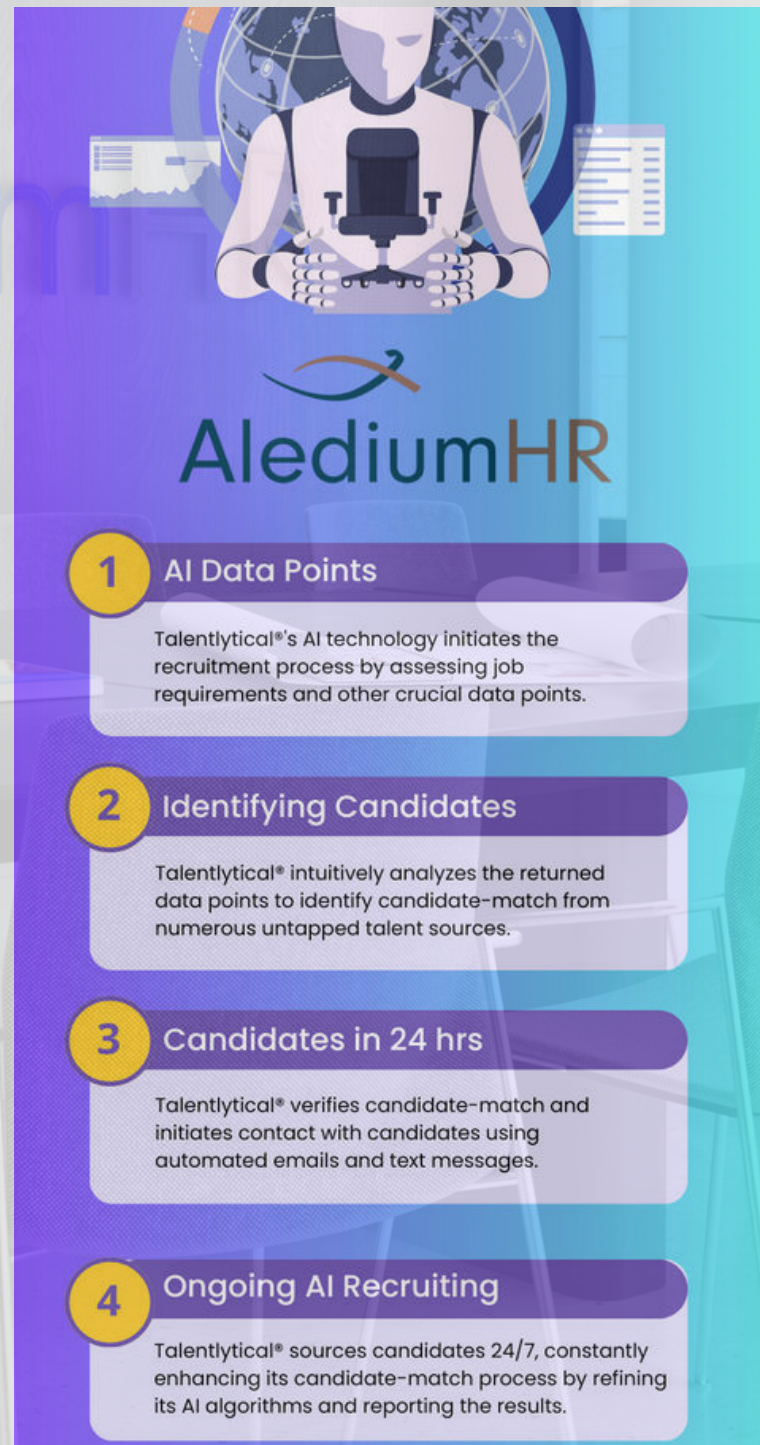 AlediumHR
1
AI Data Points
Talentlytical®'s AI technology initiates the
recruitment process by assessing job
requirements and other crucial data points.
2
Identifying Candidates
Talentlytical® intuitively analyzes the returned
data points to identify candidate-match from
numerous untapped talent sources.
3
Candidates in 24 hrs
Talentlytical® verifies candidate-match and
initiates contact with candidates using
automated emails and text messages.
4
Ongoing AI Recruiting
Talentlytical® sources candidates 24/7, constantly
enhancing its candidate-match process by refining
its AI algorithms and reporting the results.